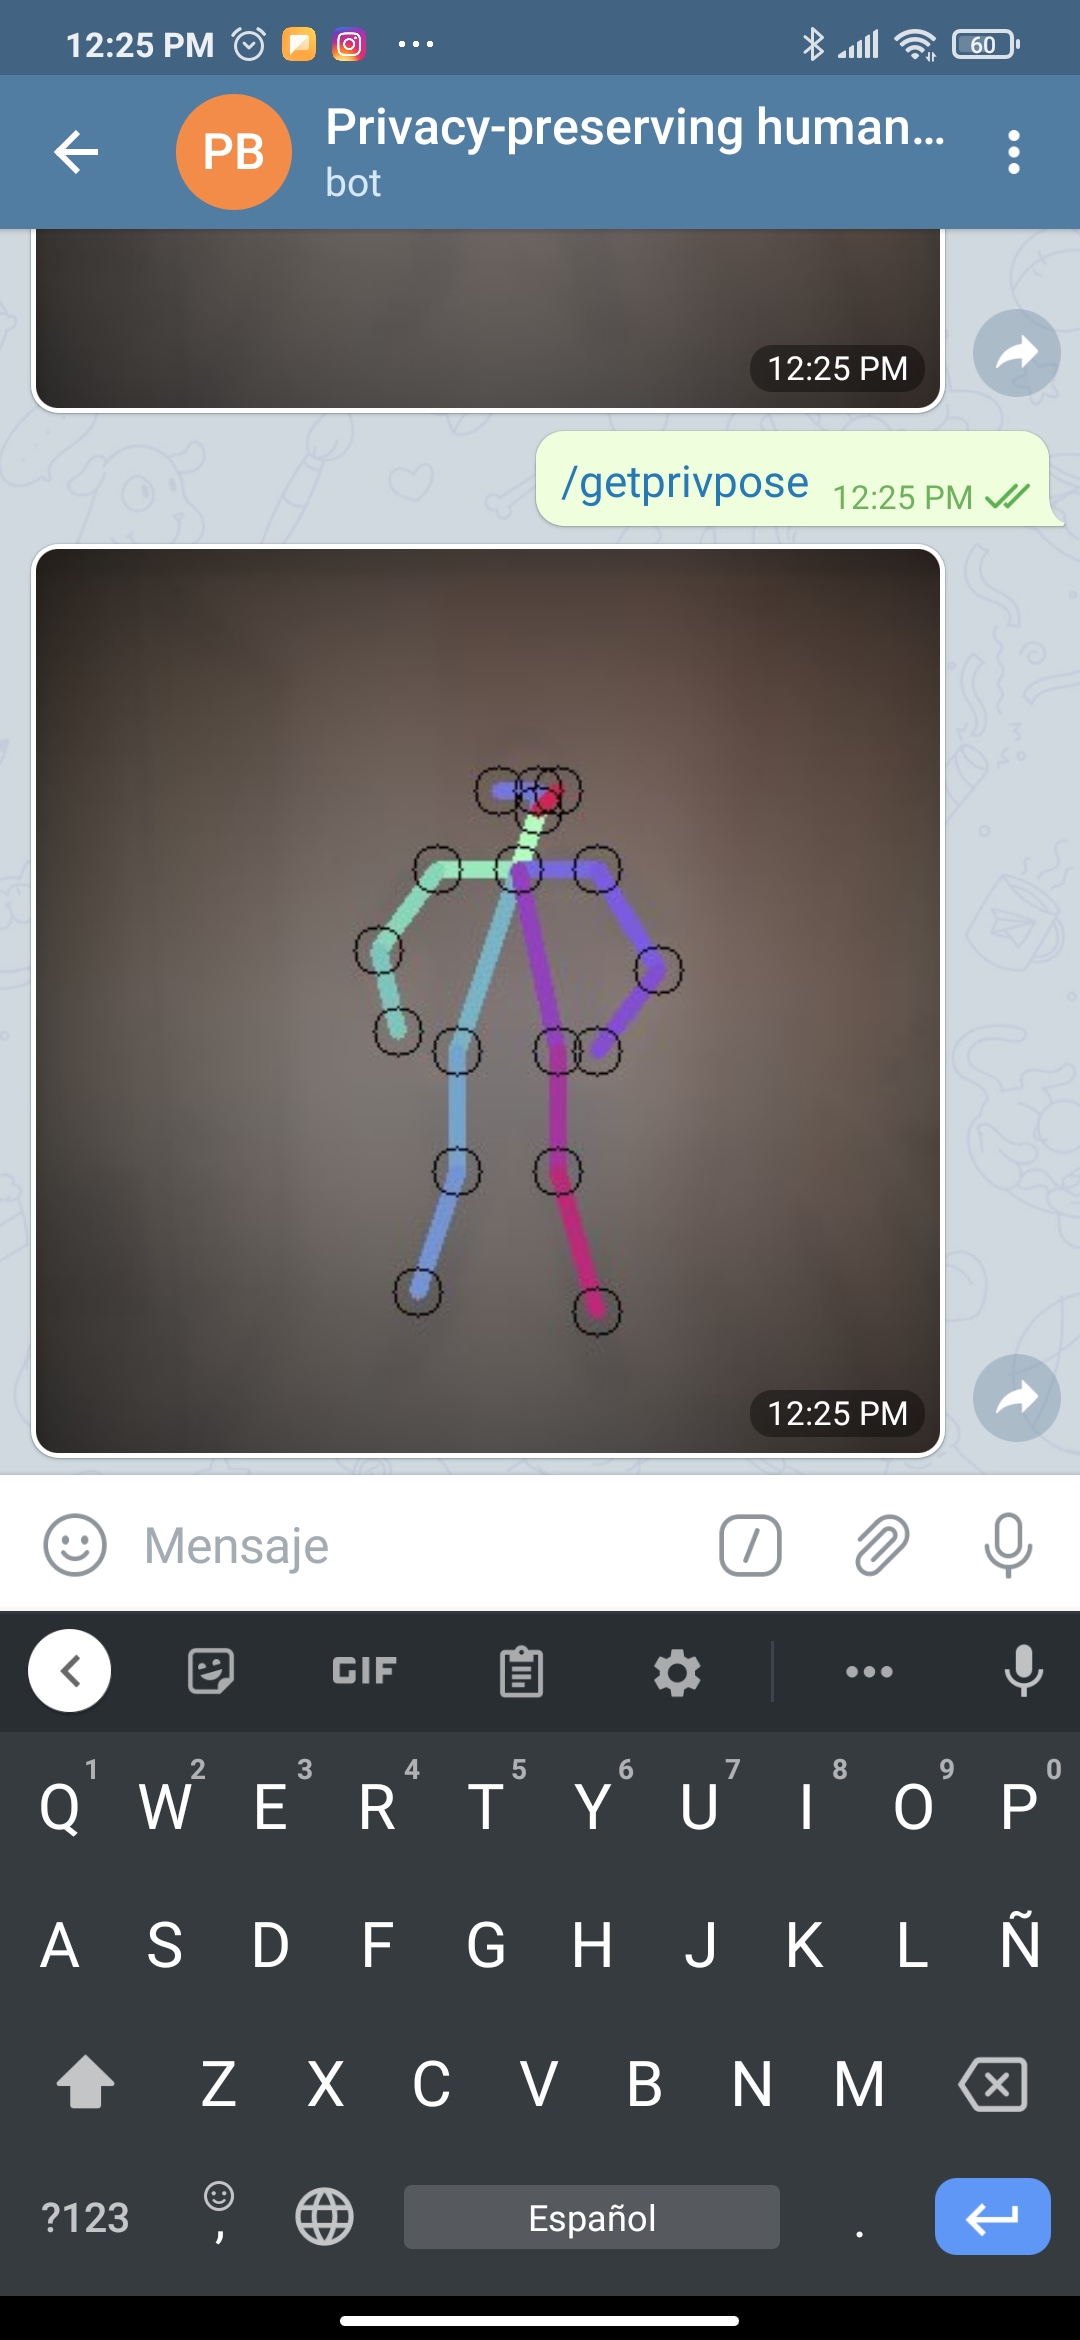 12:25 PM
60
PB
Privacy-preserving human...
bot
12:25 PM
/getprivpose 12:25 PM
12:25 PM
Mensaje
/
GIF
1 2 3 4 5 6 7 8 9 0
Q W E R T Y U I O P
A S D F G H J K L Ñ
Z X C V B N M
?123 , Español .